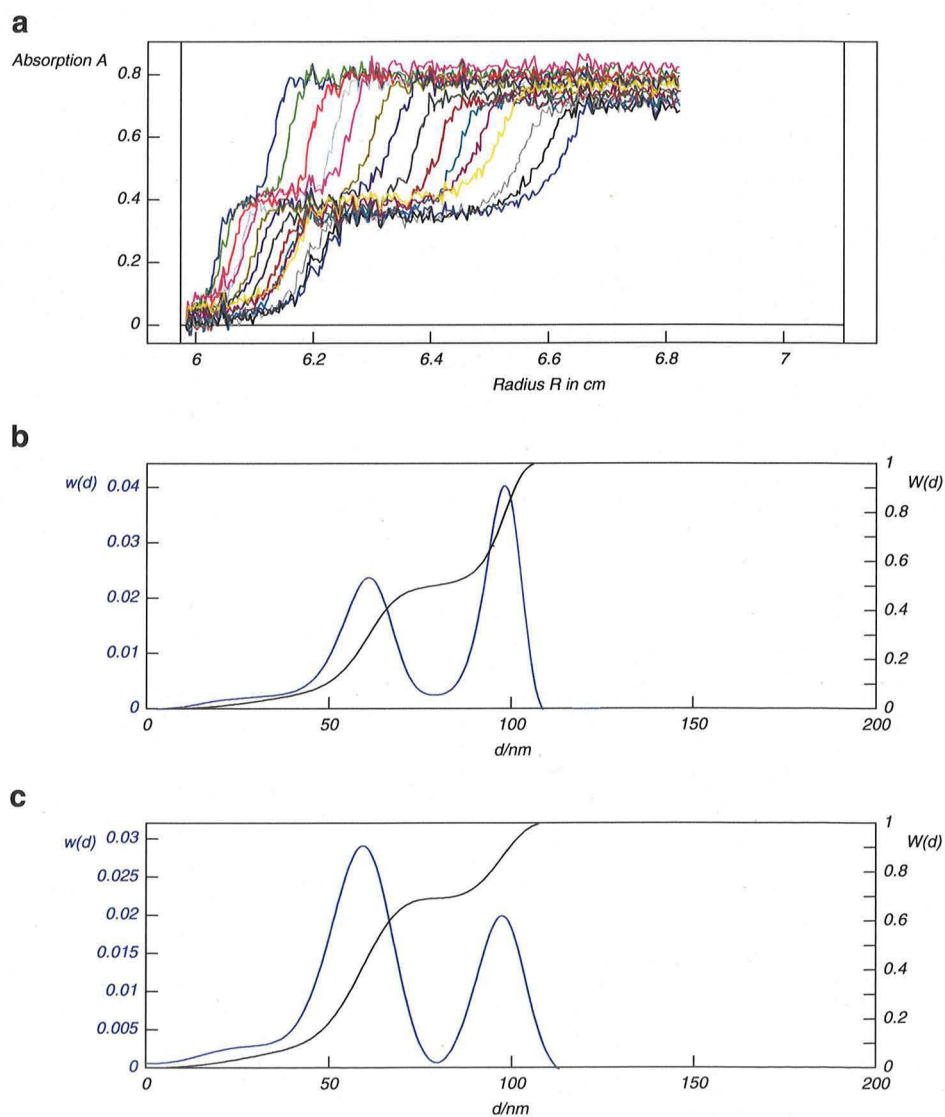 a
Absorption A
0.8
0.6
0.4
0.2
0
6 6.2 6.4 6.6 6.8 7
Radius R in cm
b
w(d) 0.04 1 W(d)
0.03 0.8
0.02 0.6
0.01 0.4
0.2
0 0
0 50 100 150 200
d/nm
c
w(d) 0.03 1 W(d)
0.025 0.8
0.02 0.6
0.015
0.01 0.4
0.005 0.2
0 0
0 50 100 150 200
d/nm